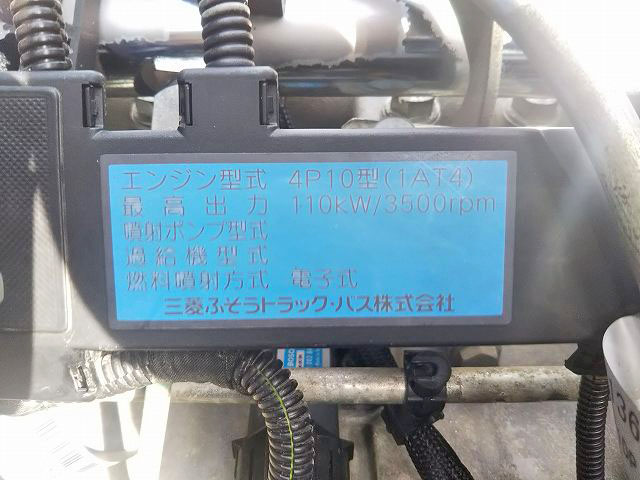 エンジン型式 4P10型(1AT4)
最高出力 110KW/3500rpm
噴射ポンプ型式
過給機型式
燃料噴射方式 電子式
三菱ふそうトラック・バス株式会社
BOSCH
36